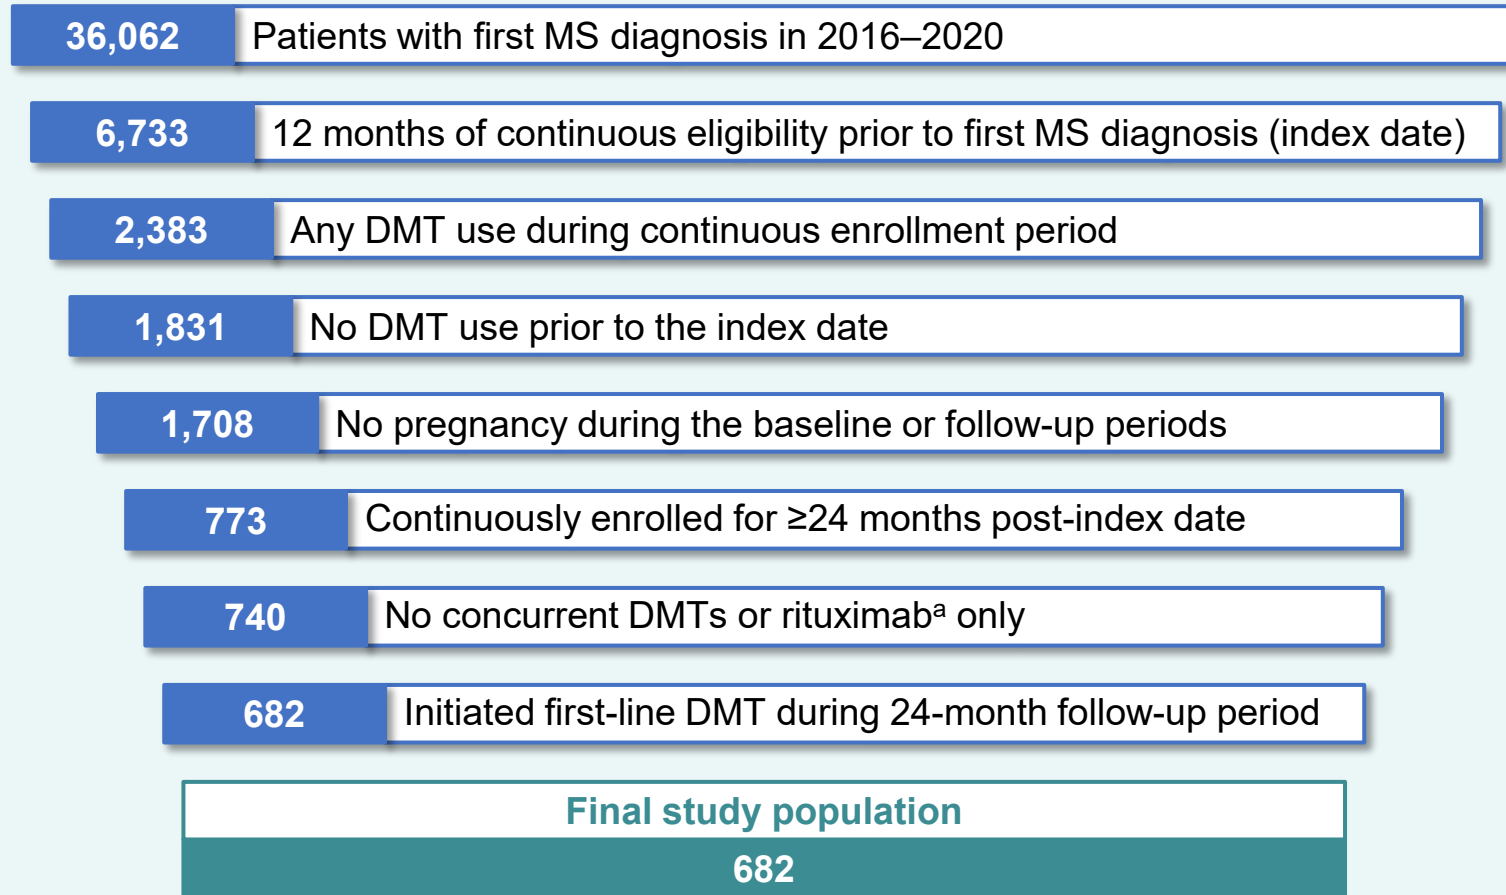 36,062 Patients with first MS diagnosis in 2016–2020
6,733 12 months of continuous eligibility prior to first MS diagnosis (index date)
2,383 Any DMT use during continuous enrollment period
1,831 No DMT use prior to the index date
1,708 No pregnancy during the baseline or follow-up periods
773 Continuously enrolled for ≥24 months post-index date
740 No concurrent DMTs or rituximabᵃ only
682 Initiated first-line DMT during 24-month follow-up period
Final study population
682